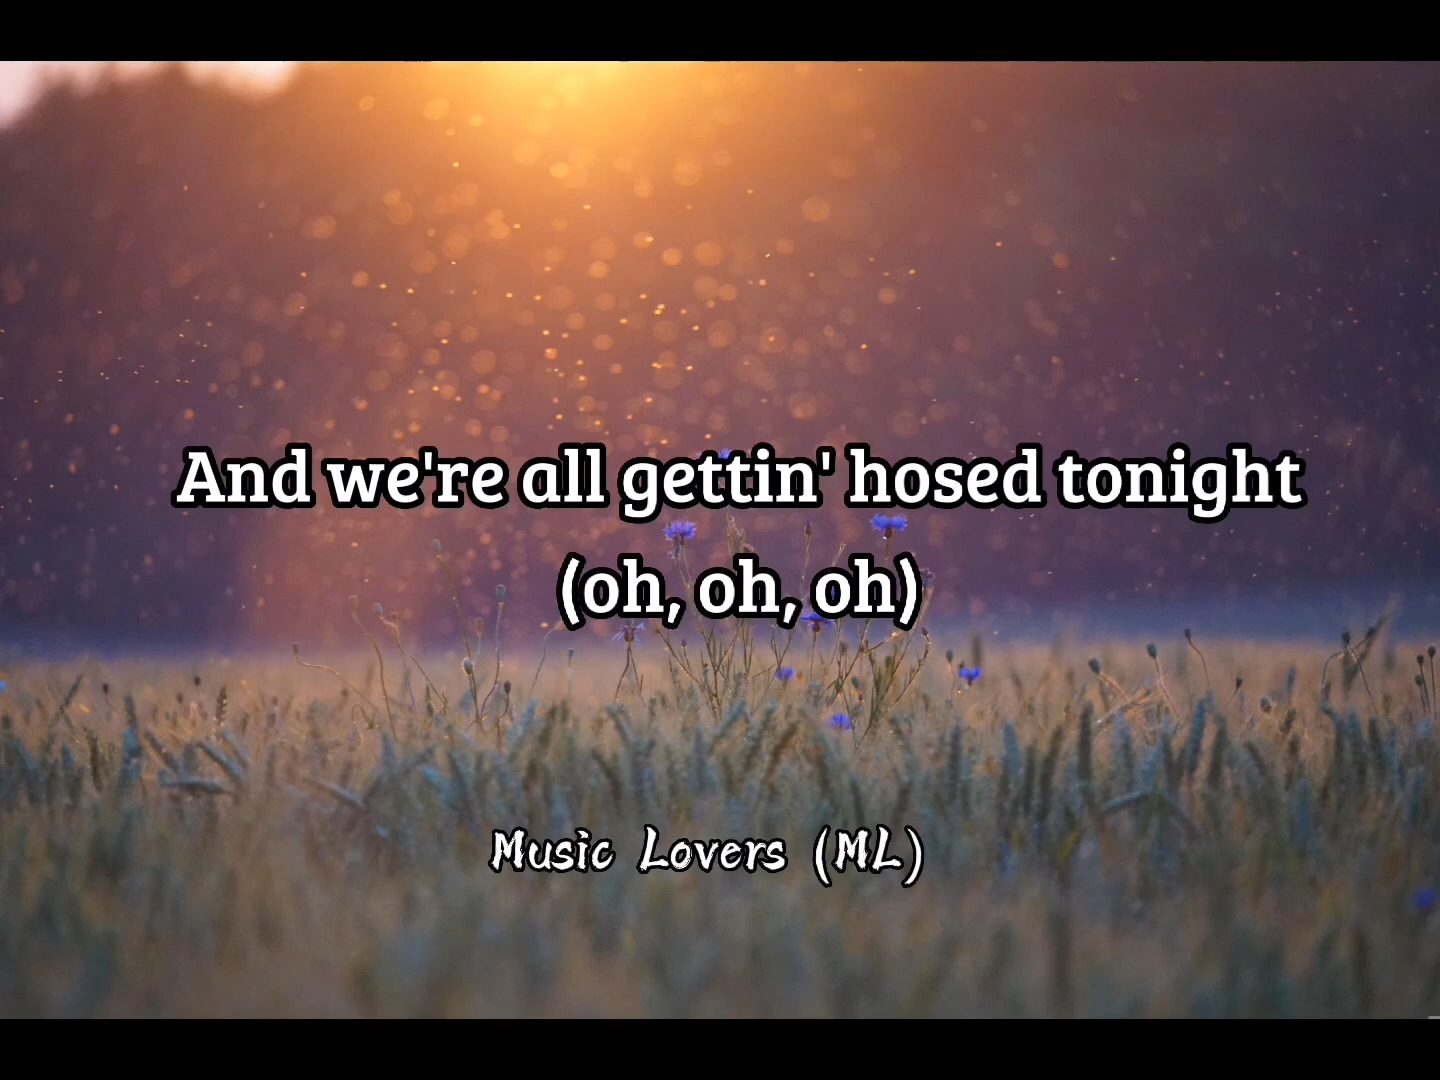 And we're all gettin' hosed tonight
(oh, oh, oh)
Music Lovers (ML)